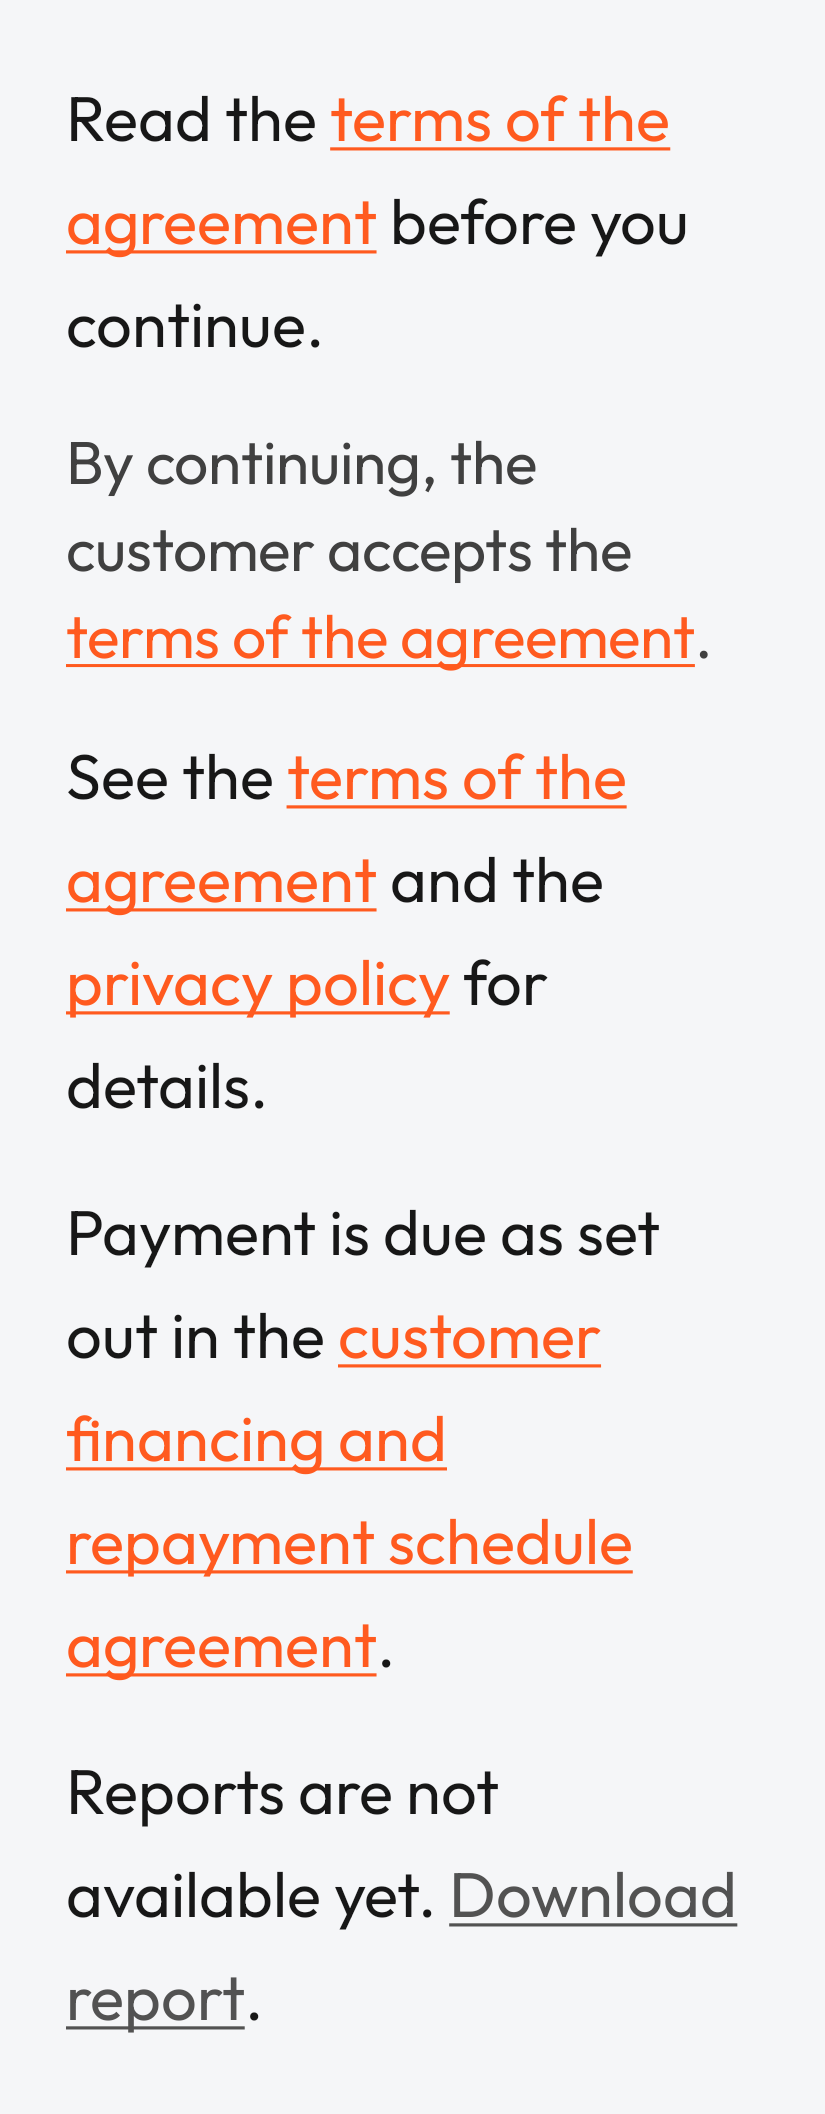 Read the terms of the
agreement before you
continue.
By continuing, the
customer accepts the
terms of the agreement.
See the terms of the
agreement and the
privacy policy for
details.
Payment is due as set
out in the customer
financing and
repayment schedule
agreement.
Reports are not
available yet. Download
report.